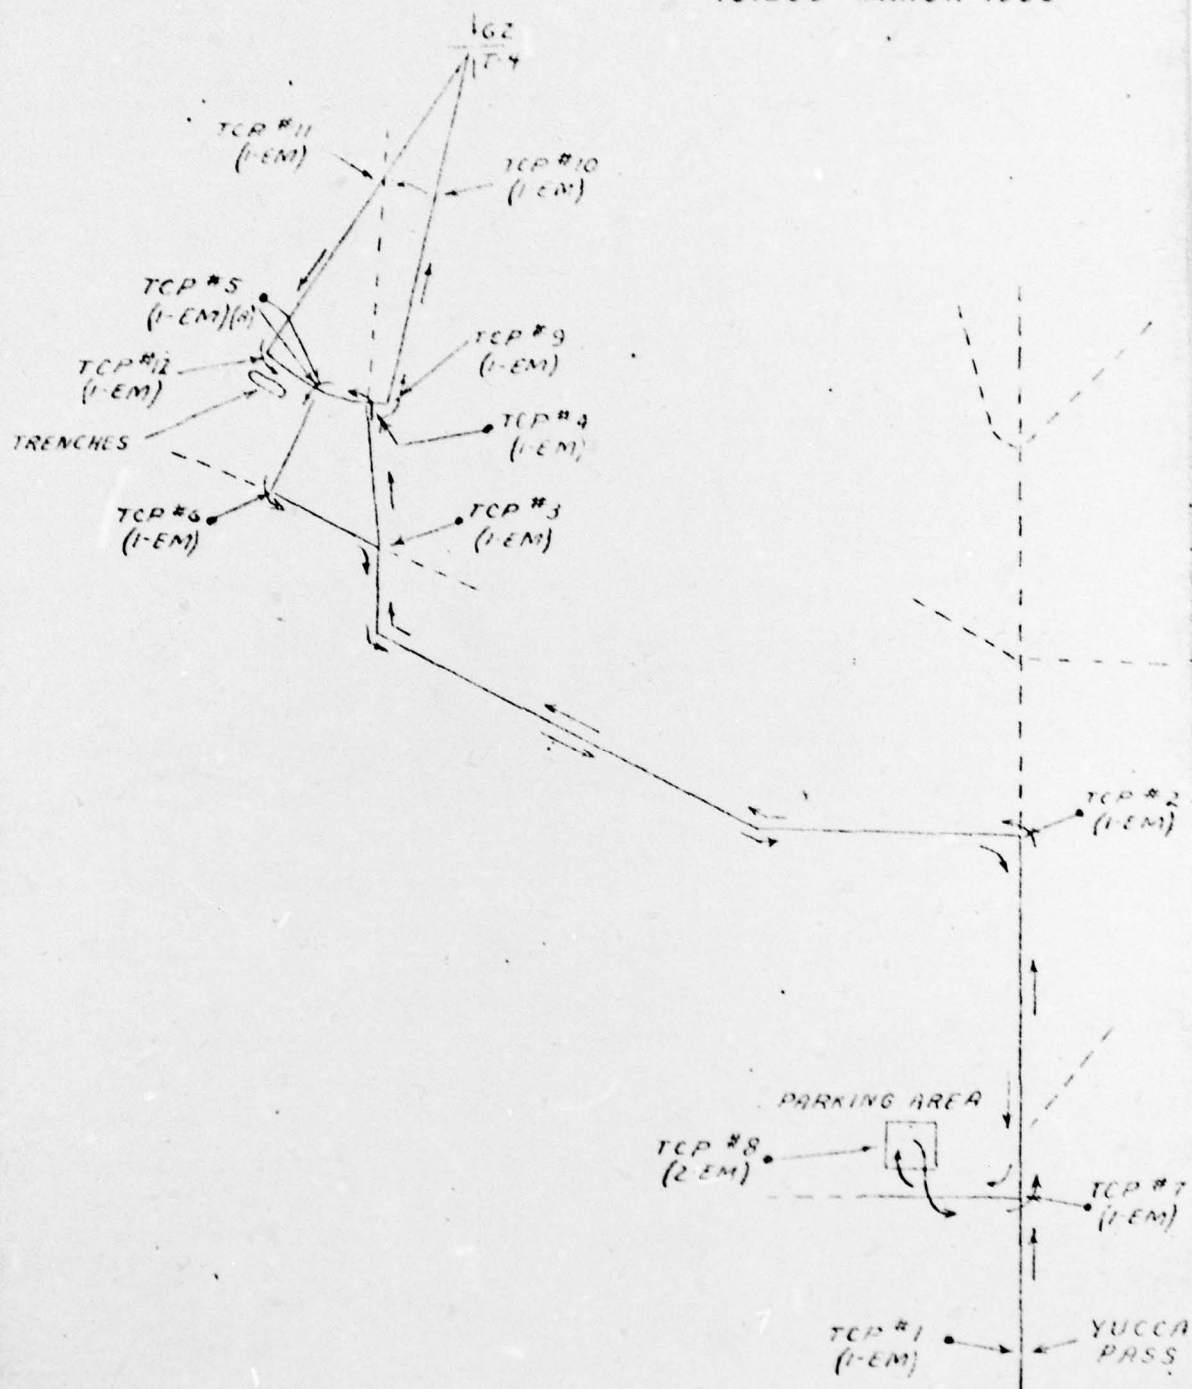 GZ
T-4
TCP #11
(1-EM)
TCP #10
(1-EM)
TCP #5
(1-EM)(8)
TCP #9
(1-EM)
TCP #12
(1-EM)
TCP #4
(1-EM)
TRENCHES
TCP #6
(1-EM)
TCP #3
(1-EM)
TCP #2
(1-EM)
PARKING AREA
TCP #8
(2-EM)
TCP #7
(1-EM)
TCP #1
(1-EM)
YUCCA
PASS